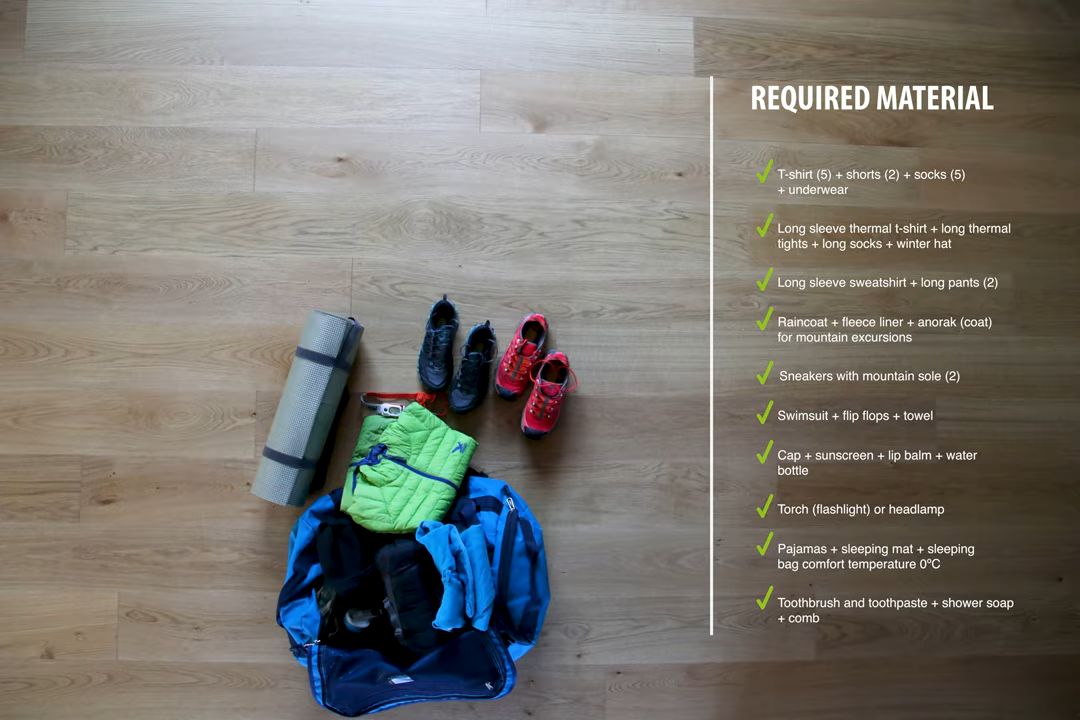 REQUIRED MATERIAL
T-shirt (5) + shorts (2) + socks (5)
+ underwear
Long sleeve thermal t-shirt + long thermal
tights + long socks + winter hat
Long sleeve sweatshirt + long pants (2)
Raincoat + fleece liner + anorak (coat)
for mountain excursions
Sneakers with mountain sole (2)
Swimsuit + flip flops + towel
Cap + sunscreen + lip balm + water
bottle
Torch (flashlight) or headlamp
Pajamas + sleeping mat + sleeping
bag comfort temperature 0ºC
Toothbrush and toothpaste + shower soap
+ comb